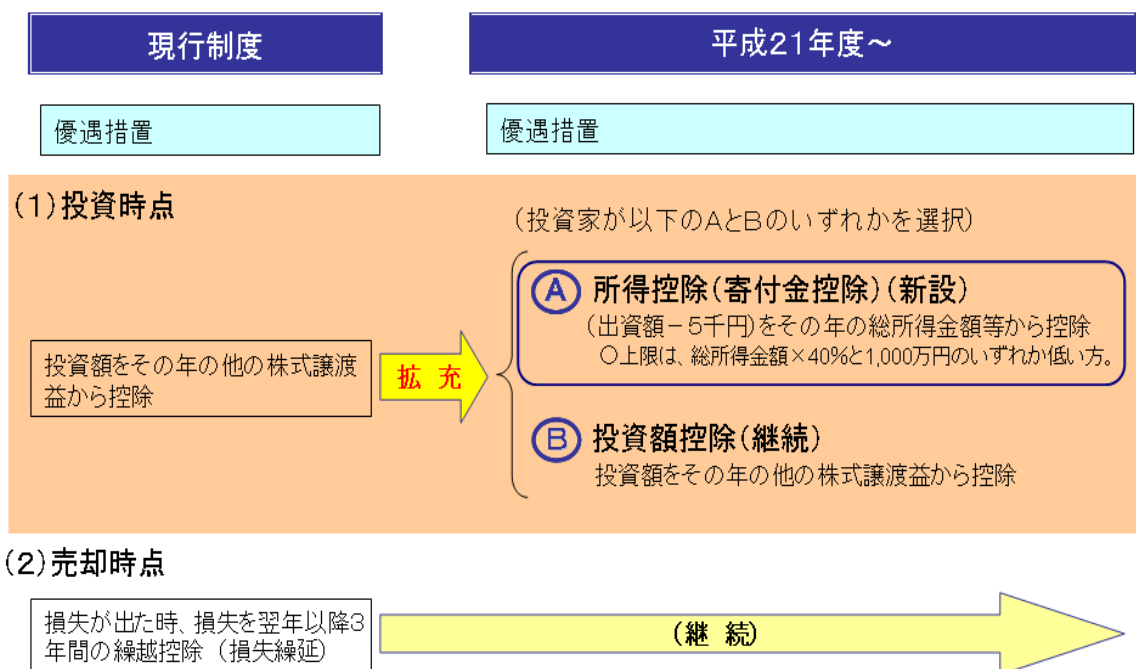 現行制度
平成21年度～
優遇措置
優遇措置
(1)投資時点
(投資家が以下のAとBのいずれかを選択)
A 所得控除(寄付金控除)(新設)
(出資額－5千円)をその年の総所得金額等から控除
○上限は、総所得金額×40%と1,000万円のいずれか低い方。
投資額をその年の他の株式譲渡
益から控除
拡 充
B 投資額控除(継続)
投資額をその年の他の株式譲渡益から控除
(2)売却時点
損失が出た時、損失を翌年以降3
年間の繰越控除 (損失繰延)
(継 続)